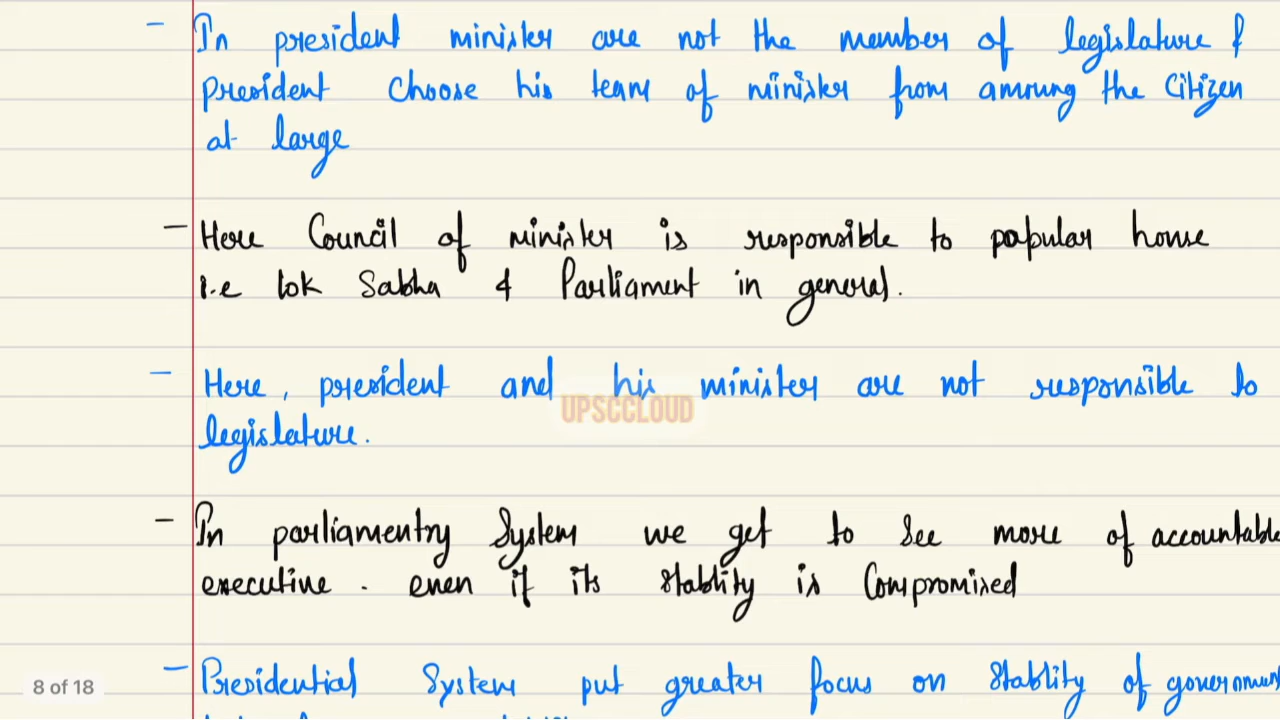 - In president minister are not the member of legislature &
president choose his team of minister from among the citizen
at large
- Here Council of minister is responsible to popular house
i.e lok Sabha & Parliament in general.
- Here, president and his minister are not responsible to
legislature.
UPSCCLOUD
- In parliamentry System we get to see more of accountable
executive. even if its stablity is Compromised
- Presidential System put greater focus on stablity of government
8 of 18